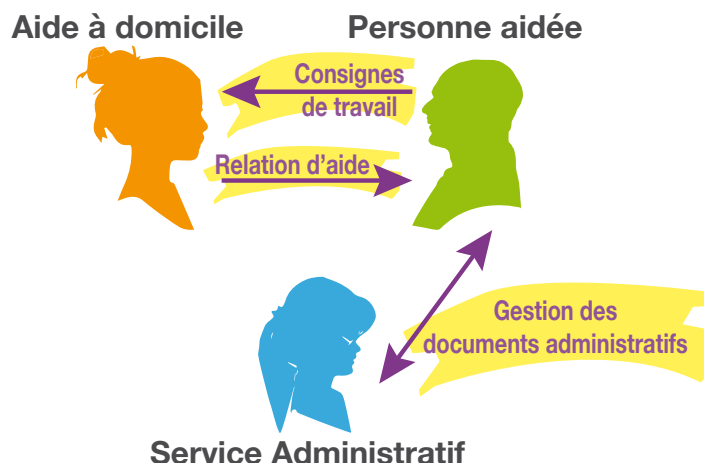 Aide à domicile
Personne aidée
Consignes
de travail
Relation d'aide
Gestion des
documents administratifs
Service Administratif